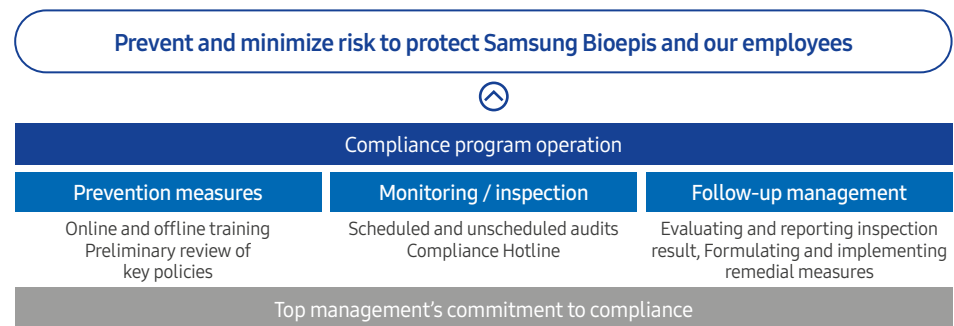 Prevent and minimize risk to protect Samsung Bioepis and our employees
Compliance program operation
Prevention measures
Online and offline training
Preliminary review of
key policies
Monitoring / inspection
Scheduled and unscheduled audits
Compliance Hotline
Follow-up management
Evaluating and reporting inspection
result, Formulating and implementing
remedial measures
Top management's commitment to compliance